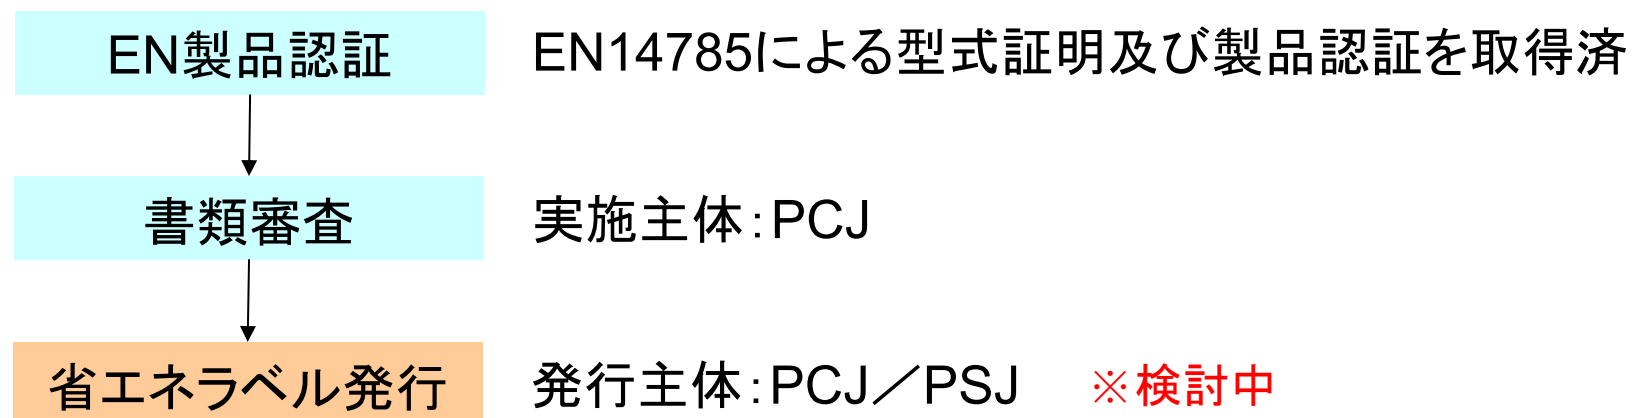 EN製品認証
EN14785による型式証明及び製品認証を取得済
書類審査
実施主体：PCJ
省エネラベル発行
発行主体：PCJ／PSJ ※検討中